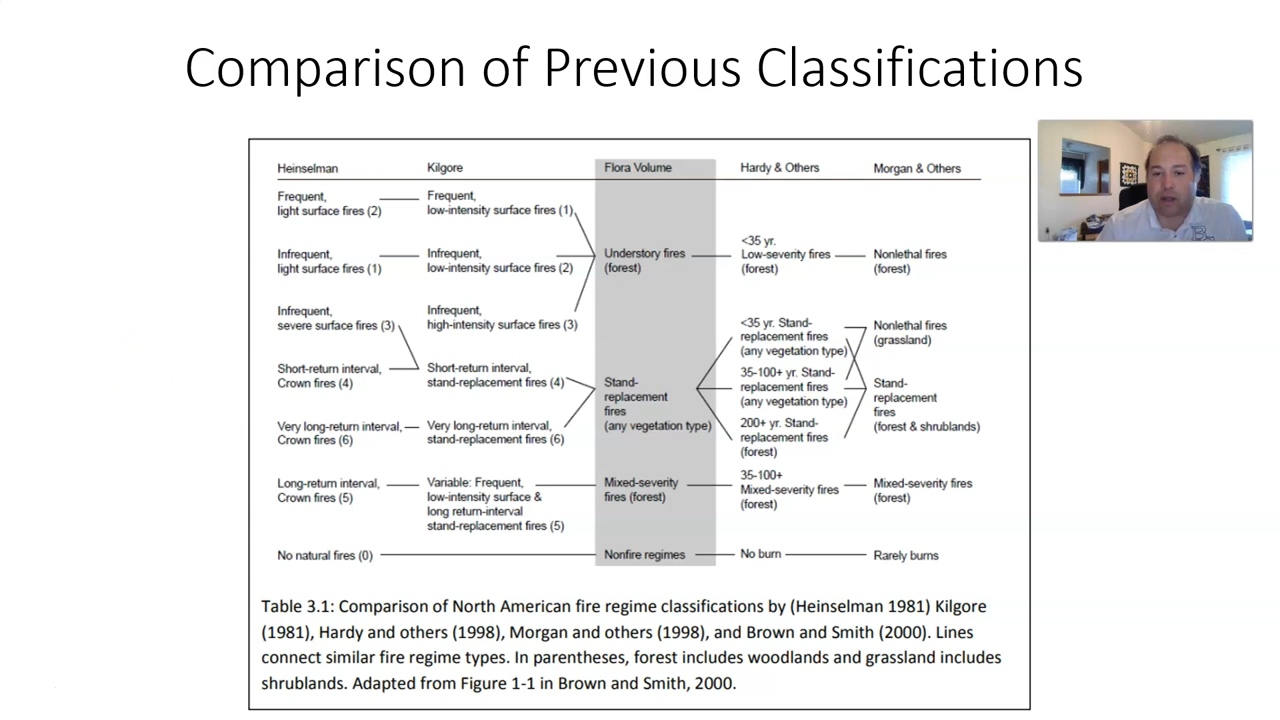 Comparison of Previous Classifications
Heinselman Kilgore Flora Volume Hardy & Others Morgan & Others
Frequent,
light surface fires (2)
Frequent,
low-intensity surface fires (1)
Infrequent,
light surface fires (1)
Infrequent,
low-intensity surface fires (2)
Understory fires
(forest)
<35 yr.
Low-severity fires
(forest)
Nonlethal fires
(forest)
Infrequent,
severe surface fires (3)
Infrequent,
high-intensity surface fires (3)
<35 yr. Stand-
replacement fires
(any vegetation type)
Nonlethal fires
(grassland)
Short-return interval,
Crown fires (4)
Short-return interval,
stand-replacement fires (4)
Stand-
replacement
fires
(any vegetation type)
35-100+ yr. Stand-
replacement fires
(any vegetation type)
Stand-
replacement
fires
(forest & shrublands)
Very long-return interval,
Crown fires (6)
Very long-return interval,
stand-replacement fires (6)
200+ yr. Stand-
replacement fires
(forest)
Long-return interval,
Crown fires (5)
Variable: Frequent,
low-intensity surface &
long return-interval
stand-replacement fires (5)
Mixed-severity
fires (forest)
35-100+
Mixed-severity fires
(forest)
Mixed-severity fires
(forest)
No natural fires (0)
Nonfire regimes
No burn
Rarely burns
Table 3.1: Comparison of North American fire regime classifications by (Heinselman 1981) Kilgore
(1981), Hardy and others (1998), Morgan and others (1998), and Brown and Smith (2000). Lines
connect similar fire regime types. In parentheses, forest includes woodlands and grassland includes
shrublands. Adapted from Figure 1-1 in Brown and Smith, 2000.